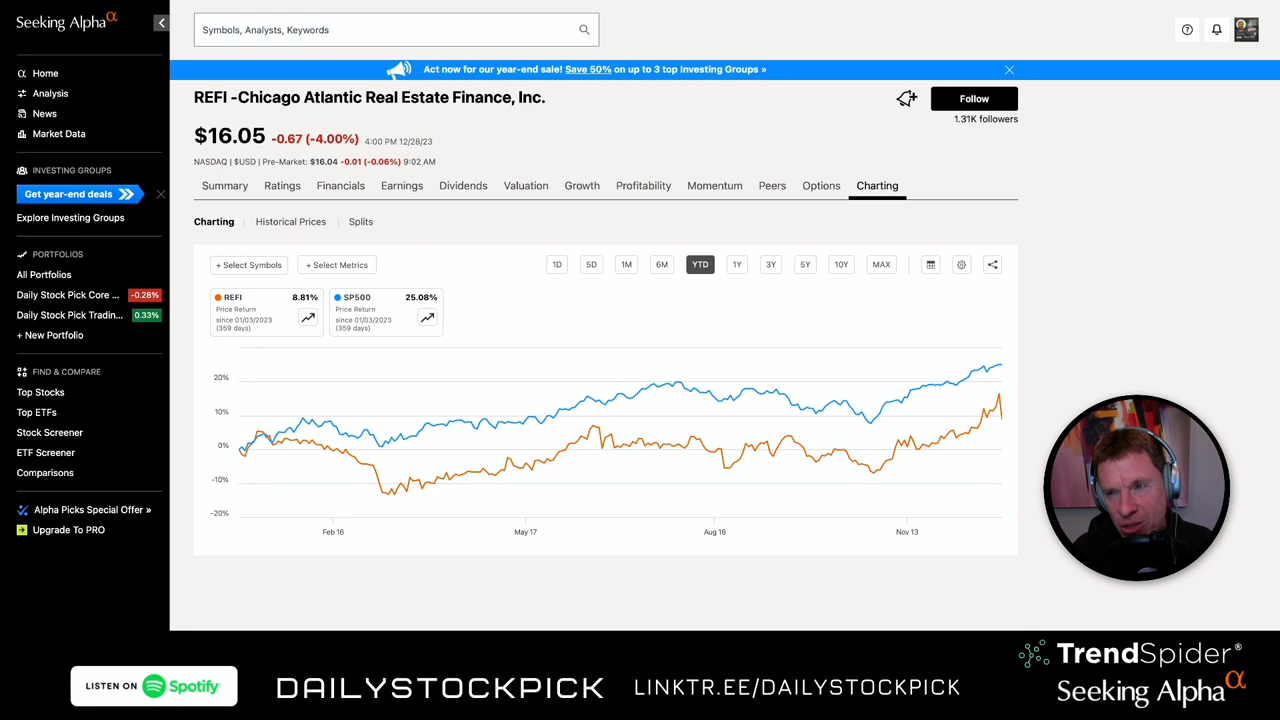 Seeking Alpha α
Symbols, Analysts, Keywords
Act now for our year-end sale! Save 50% on up to 3 top Investing Groups »
Home
Analysis
News
Market Data
INVESTING GROUPS
Get year-end deals
Explore Investing Groups
PORTFOLIOS
All Portfolios
Daily Stock Pick Core ... -0.28%
Daily Stock Pick Tradin... 0.33%
+ New Portfolio
FIND & COMPARE
Top Stocks
Top ETFs
Stock Screener
ETF Screener
Comparisons
Alpha Picks Special Offer »
Upgrade To PRO
REFI -Chicago Atlantic Real Estate Finance, Inc.
Follow
1.31K followers
$16.05 -0.67 (-4.00%) 4:00 PM 12/28/23
NASDAQ | $USD | Pre-Market: $16.04 -0.01 (-0.06%) 9:02 AM
Summary Ratings Financials Earnings Dividends Valuation Growth Profitability Momentum Peers Options Charting
Charting Historical Prices Splits
+ Select Symbols + Select Metrics 1D 5D 1M 6M YTD 1Y 3Y 5Y 10Y MAX
REFI 8.81%
Price Return
since 01/03/2023
(359 days)
SP500 25.08%
Price Return
since 01/03/2023
(359 days)
20%
10%
0%
-10%
-20%
Feb 16 May 17 Aug 16 Nov 13
LISTEN ON Spotify
DAILYSTOCKPICK
LINKTR.EE/DAILYSTOCKPICK
TrendSpider®
Seeking Alpha α